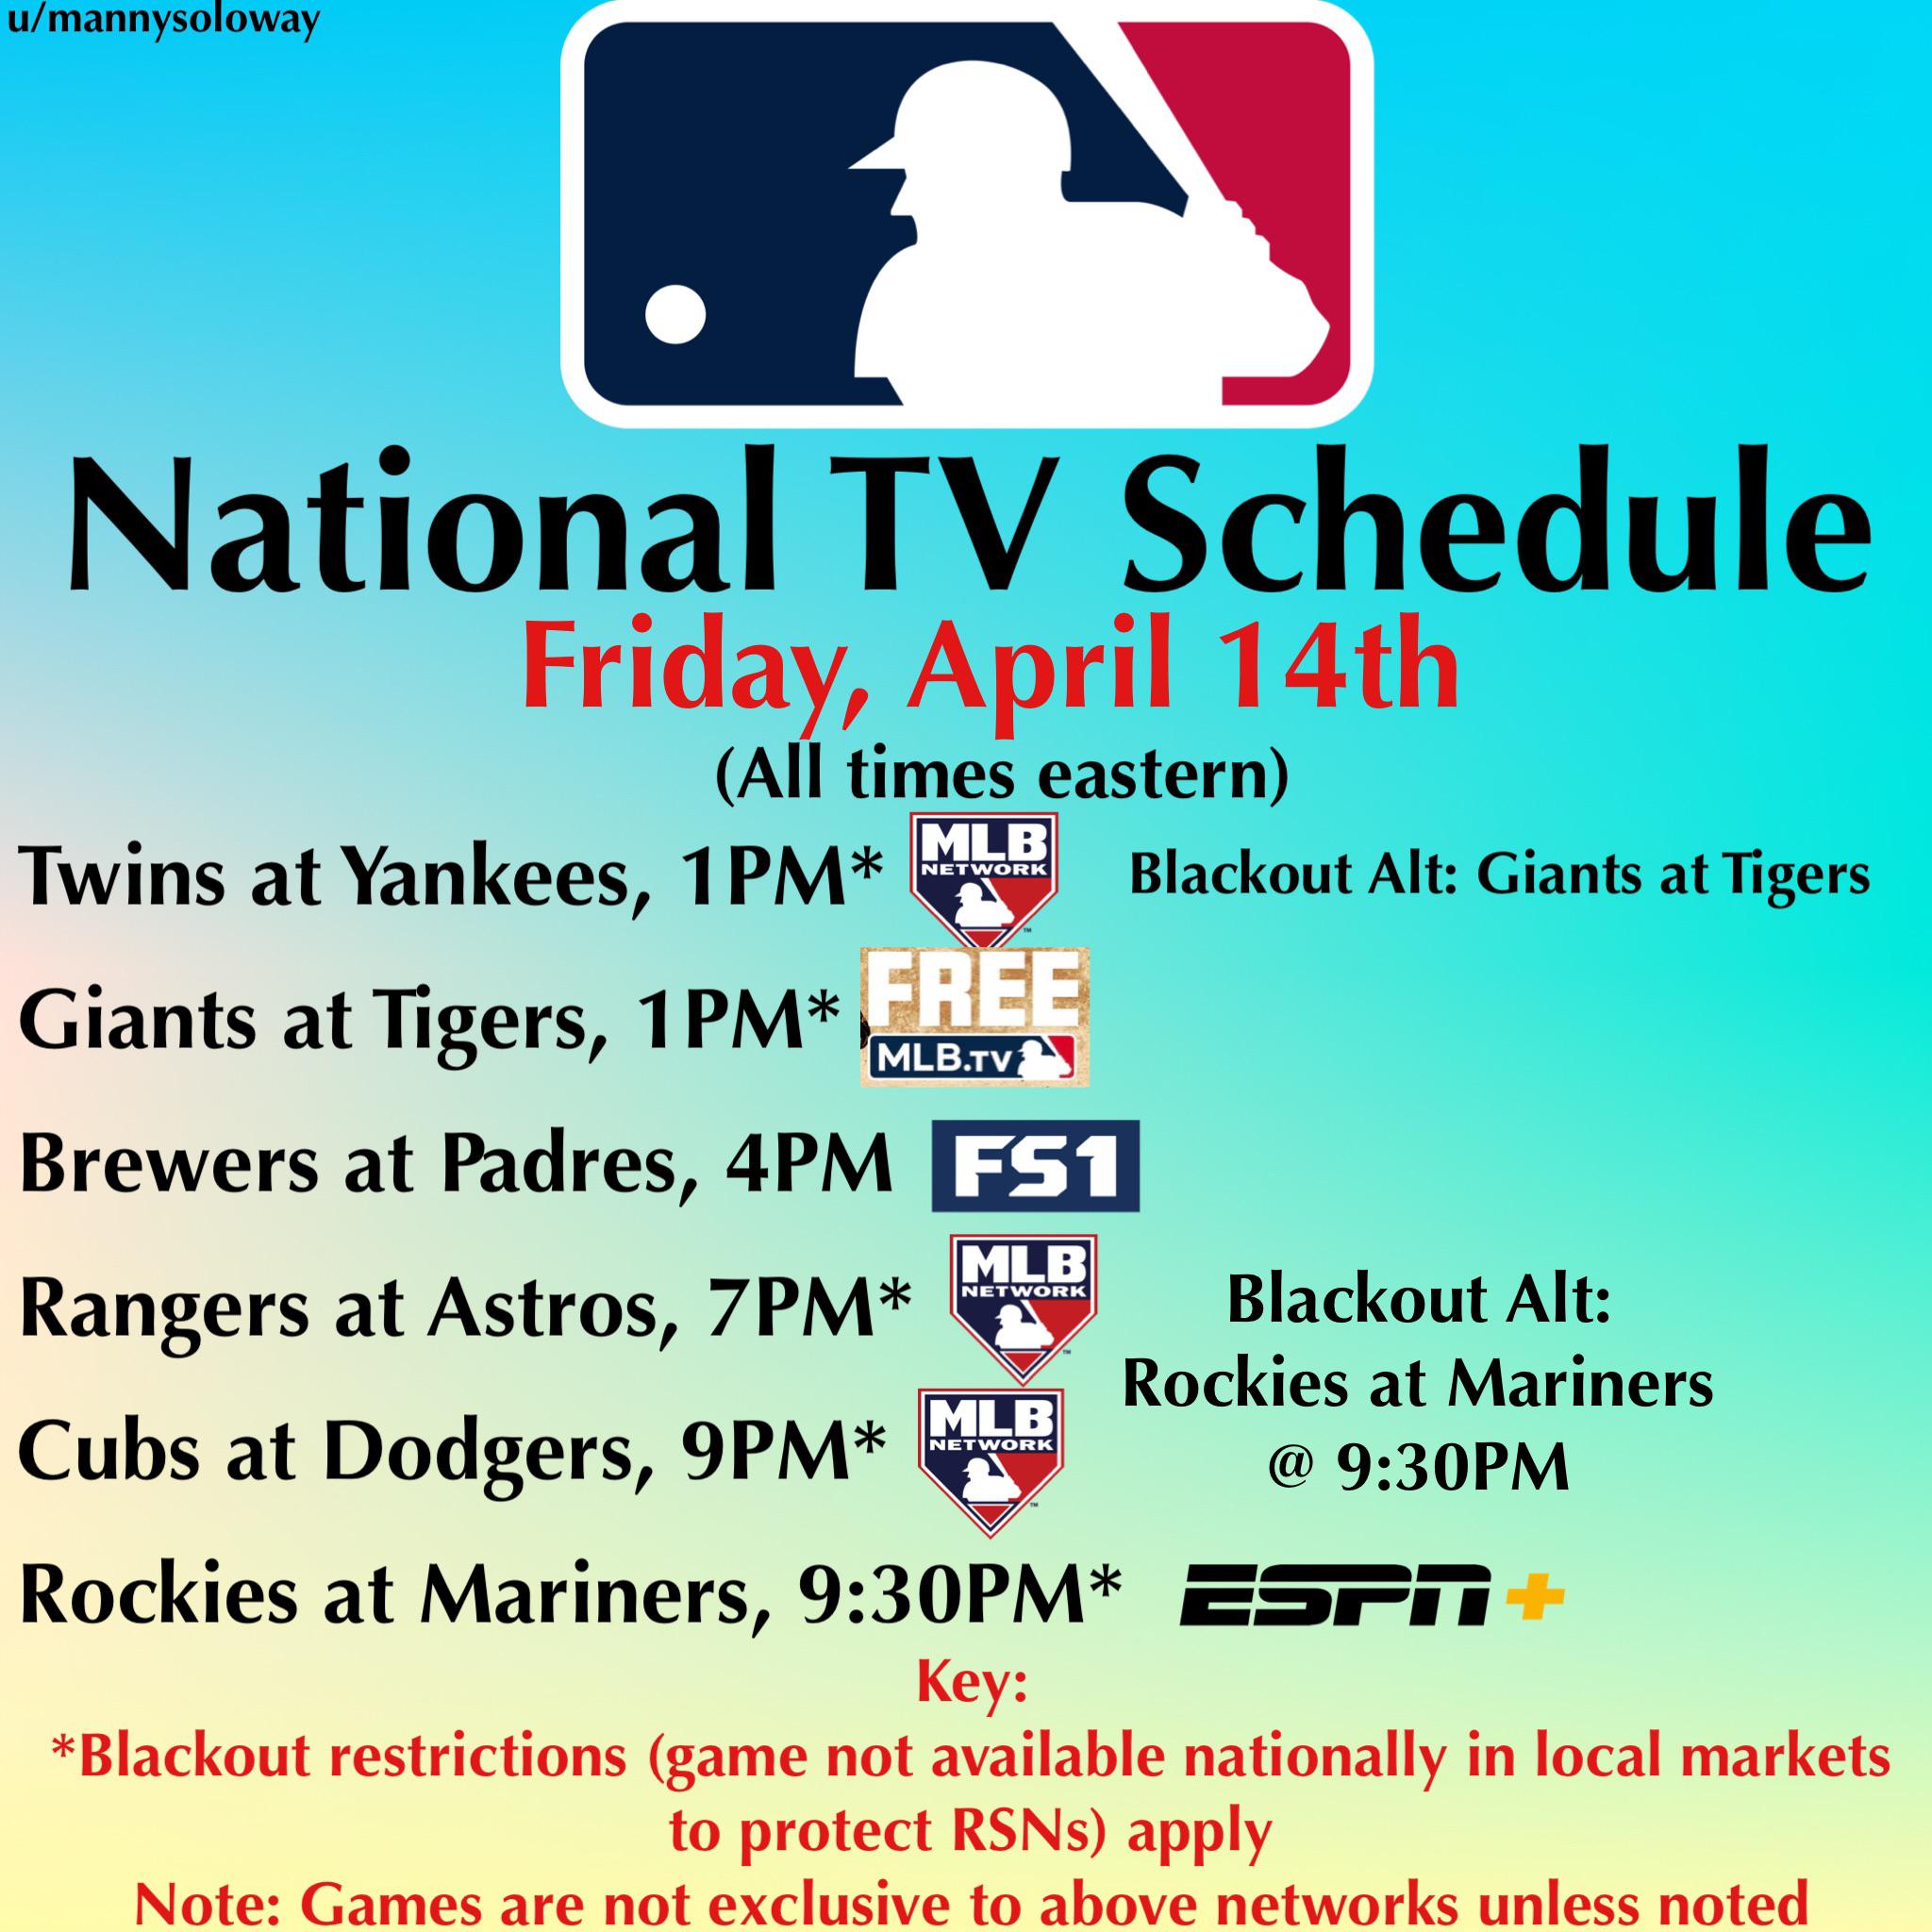 u/mannysoloway
National TV Schedule
Friday, April 14th
(All times eastern)
Twins at Yankees, 1PM*
MLB
NETWORK
TM
Blackout Alt: Giants at Tigers
Giants at Tigers, 1PM*
FREE
MLB.TV
Brewers at Padres, 4PM
FS1
Rangers at Astros, 7PM*
MLB
NETWORK
TM
Cubs at Dodgers, 9PM*
MLB
NETWORK
TM
Blackout Alt:
Rockies at Mariners
@ 9:30PM
Rockies at Mariners, 9:30PM*
ESPN+
Key:
*Blackout restrictions (game not available nationally in local markets
to protect RSNs) apply
Note: Games are not exclusive to above networks unless noted